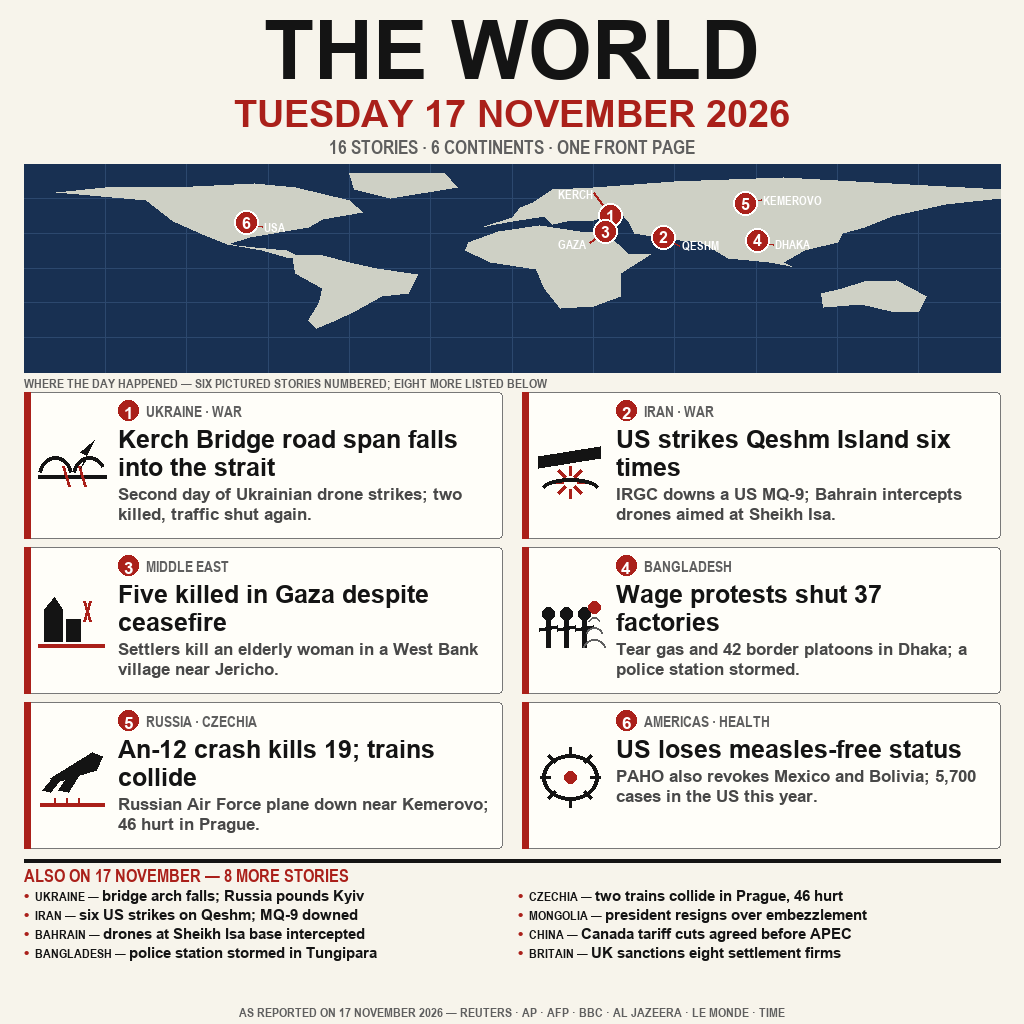 THE WORLD
TUESDAY 17 NOVEMBER 2026
16 STORIES · 6 CONTINENTS · ONE FRONT PAGE
KERCH
1
5
KEMEROVO
6
USA
3
GAZA
2
QESHM
4
DHAKA
WHERE THE DAY HAPPENED — SIX PICTURED STORIES NUMBERED; EIGHT MORE LISTED BELOW
1 UKRAINE · WAR
Kerch Bridge road span falls
into the strait
Second day of Ukrainian drone strikes; two
killed, traffic shut again.
2 IRAN · WAR
US strikes Qeshm Island six
times
IRGC downs a US MQ-9; Bahrain intercepts
drones aimed at Sheikh Isa.
3 MIDDLE EAST
Five killed in Gaza despite
ceasefire
Settlers kill an elderly woman in a West Bank
village near Jericho.
4 BANGLADESH
Wage protests shut 37
factories
Tear gas and 42 border platoons in Dhaka; a
police station stormed.
5 RUSSIA · CZECHIA
An-12 crash kills 19; trains
collide
Russian Air Force plane down near Kemerovo;
46 hurt in Prague.
6 AMERICAS · HEALTH
US loses measles-free status
PAHO also revokes Mexico and Bolivia; 5,700
cases in the US this year.
ALSO ON 17 NOVEMBER — 8 MORE STORIES
• UKRAINE — bridge arch falls; Russia pounds Kyiv
• IRAN — six US strikes on Qeshm; MQ-9 downed
• BAHRAIN — drones at Sheikh Isa base intercepted
• BANGLADESH — police station stormed in Tungipara
• CZECHIA — two trains collide in Prague, 46 hurt
• MONGOLIA — president resigns over embezzlement
• CHINA — Canada tariff cuts agreed before APEC
• BRITAIN — UK sanctions eight settlement firms
AS REPORTED ON 17 NOVEMBER 2026 — REUTERS · AP · AFP · BBC · AL JAZEERA · LE MONDE · TIME